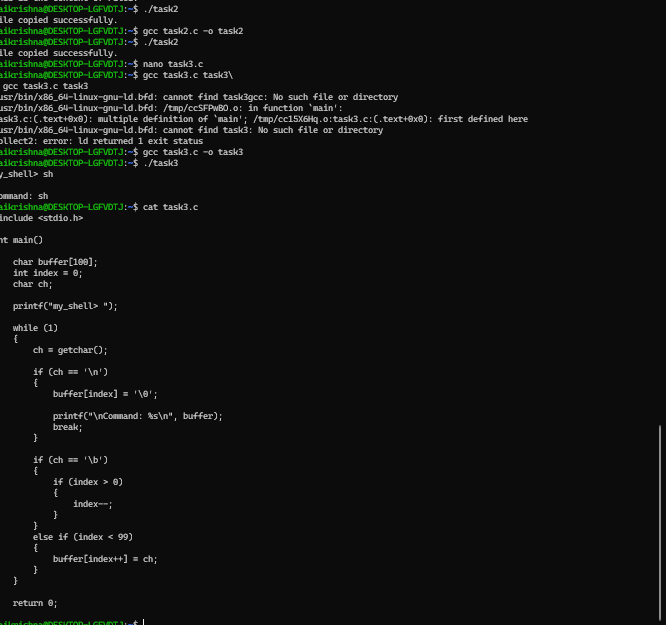 ./task2
ile copied successfully.
aikrishna@DESKTOP-LGFVDTJ:~$ gcc task2.c -o task2
aikrishna@DESKTOP-LGFVDTJ:~$ ./task2
ile copied successfully.
aikrishna@DESKTOP-LGFVDTJ:~$ nano task3.c
aikrishna@DESKTOP-LGFVDTJ:~$ gcc task3.c task3\
gcc task3.c task3
usr/bin/x86_64-linux-gnu-ld.bfd: cannot find task3gcc: No such file or directory
usr/bin/x86_64-linux-gnu-ld.bfd: /tmp/ccSFPwBO.o: in function `main':
ask3.c:(.text+0x0): multiple definition of `main'; /tmp/cc15X6Hq.o:task3.c:(.text+0x0): first defined here
usr/bin/x86_64-linux-gnu-ld.bfd: cannot find task3: No such file or directory
ollect2: error: ld returned 1 exit status
aikrishna@DESKTOP-LGFVDTJ:~$ gcc task3.c -o task3
aikrishna@DESKTOP-LGFVDTJ:~$ ./task3
y_shell> sh
ommand: sh
aikrishna@DESKTOP-LGFVDTJ:~$ cat task3.c
include <stdio.h>
nt main()
char buffer[100];
int index = 0;
char ch;
printf("my_shell> ");
while (1)
{
ch = getchar();
if (ch == '\n')
{
buffer[index] = '\0';
printf("\nCommand: %s\n", buffer);
break;
}
if (ch == '\b')
{
if (index > 0)
{
index--;
}
}
else if (index < 99)
{
buffer[index++] = ch;
}
}
return 0;
aikrishna@DESKTOP-LGFVDTJ:~$